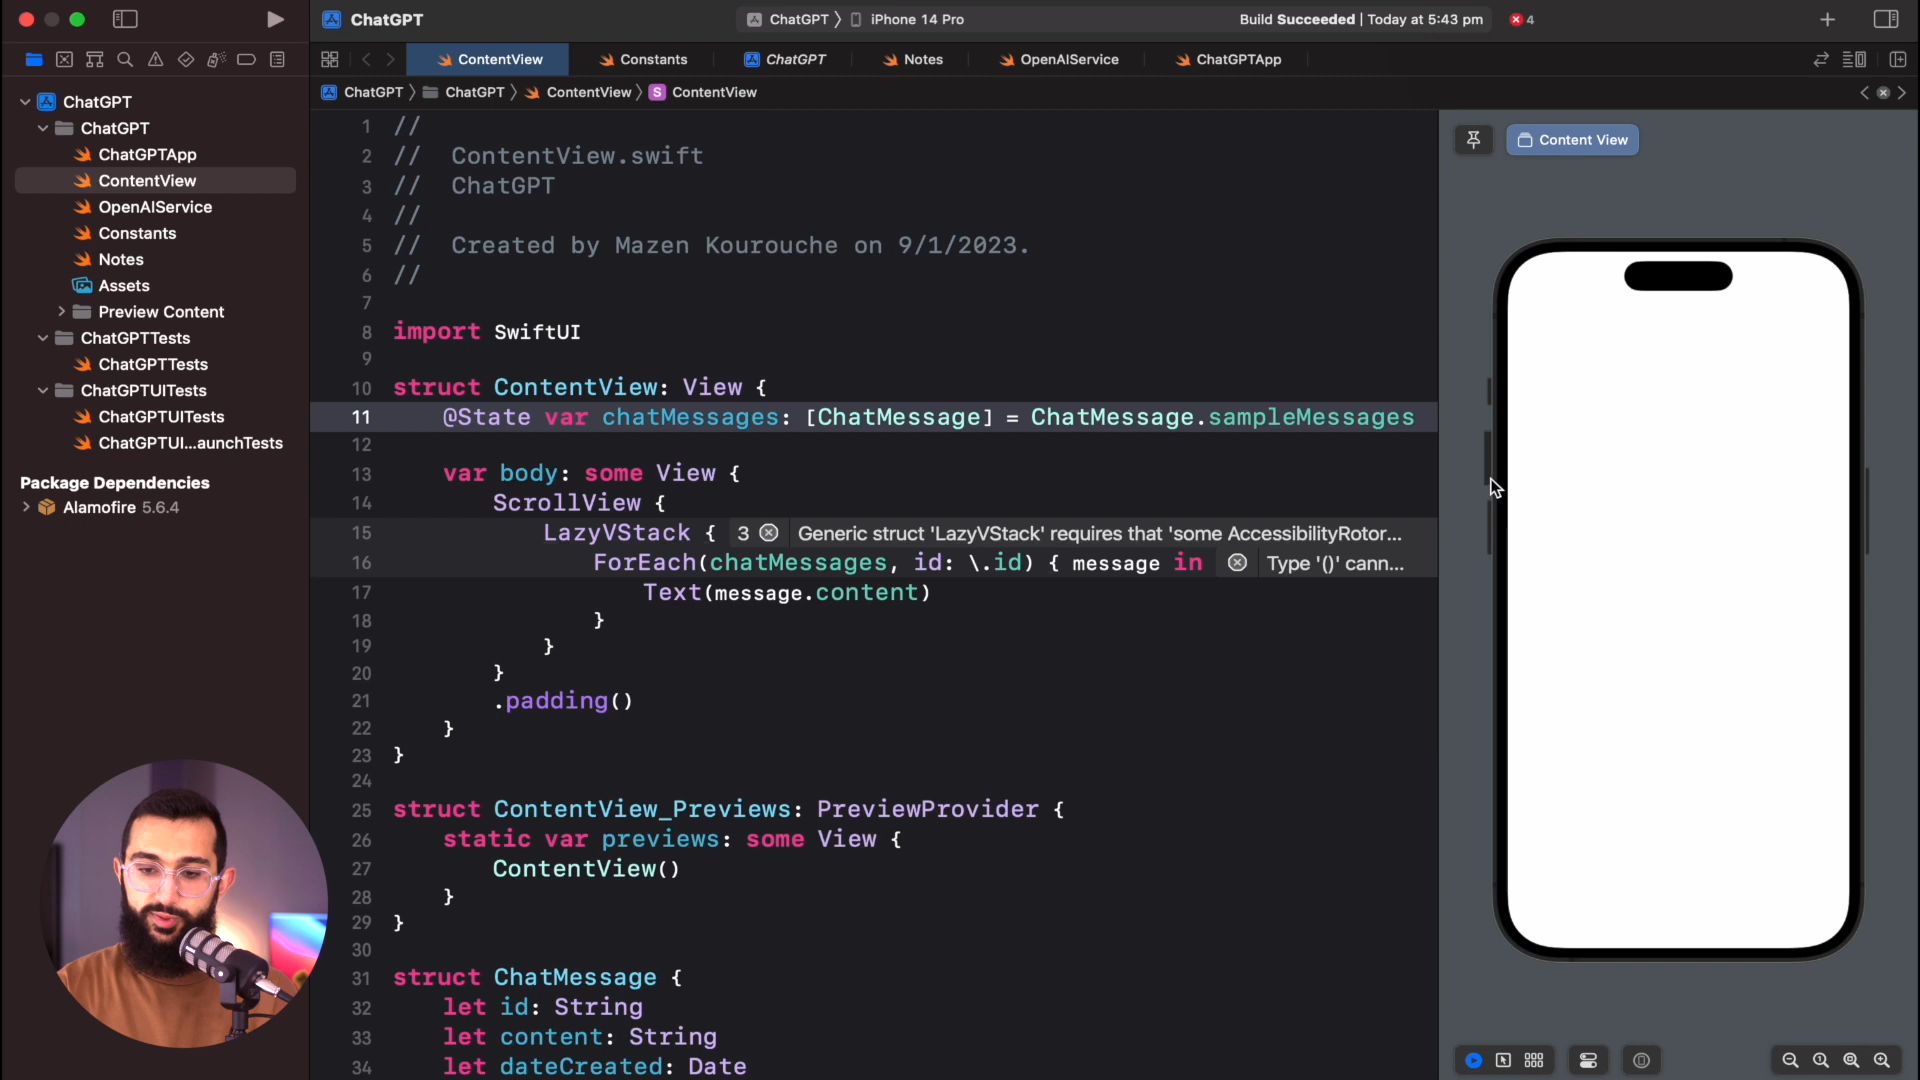 ChatGPT
ChatGPT
iPhone 14 Pro
Build Succeeded | Today at 5:43 pm
4
ContentView
Constants
ChatGPT
Notes
OpenAIService
ChatGPTApp
ChatGPT
ChatGPT
ContentView
S ContentView
ChatGPT
ChatGPT
ChatGPTApp
ContentView
OpenAIService
Constants
Notes
Assets
Preview Content
ChatGPTTests
ChatGPTTests
ChatGPTUITests
ChatGPTUITests
ChatGPTUI...aunchTests
Package Dependencies
Alamofire 5.6.4
1 //
2 //  ContentView.swift
3 //  ChatGPT
4 //
5 //  Created by Mazen Kourouche on 9/1/2023.
6 //
7
8 import SwiftUI
9
10 struct ContentView: View {
11 @State var chatMessages: [ChatMessage] = ChatMessage.sampleMessages
12
13 var body: some View {
14 ScrollView {
15 LazyVStack { 3 Generic struct 'LazyVStack' requires that 'some AccessibilityRotor...
16 ForEach(chatMessages, id: \.id) { message in Type '()' cann...
17 Text(message.content)
18 }
19 }
20 }
21 .padding()
22 }
23 }
24
25 struct ContentView_Previews: PreviewProvider {
26 static var previews: some View {
27 ContentView()
28 }
29 }
30
31 struct ChatMessage {
32 let id: String
33 let content: String
34 let dateCreated: Date
Content View